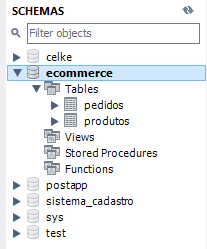 SCHEMAS
Filter objects
celke
ecommerce
Tables
pedidos
produtos
Views
Stored Procedures
Functions
postapp
sistema_cadastro
sys
test